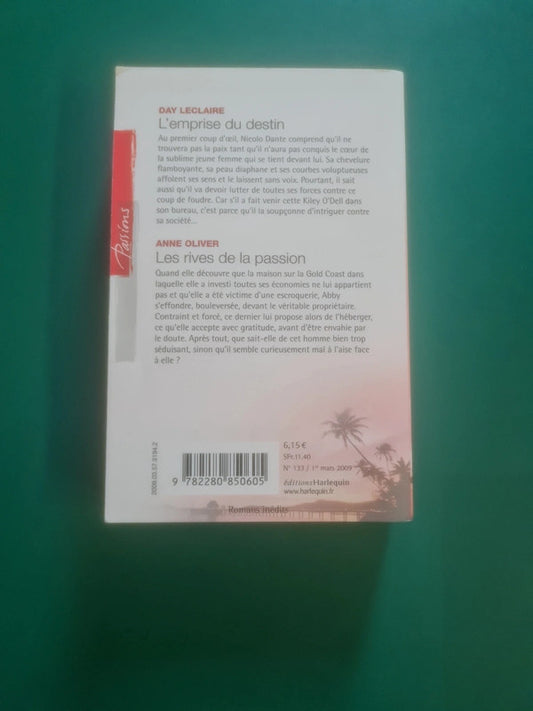 DAY LECLAIRE
L'emprise du destin
Au premier coup d'œil, Nicolo Dante comprend qu'il ne
trouvera pas la paix tant qu'il n'aura pas conquis le cœur de
la sublime jeune femme qui se tient devant lui. Sa chevelure
flamboyante, sa peau diaphane et ses courbes voluptueuses
affolent ses sens et le laissent sans voix. Pourtant, il sait
aussi qu'il va devoir lutter de toutes ses forces contre ce
coup de foudre. Car s'il a fait venir cette Kiley O'Dell dans
son bureau, c'est parce qu'il la soupçonne d'intriguer contre
sa société...
ANNE OLIVER
Les rives de la passion
Quand elle découvre que la maison sur la Gold Coast dans
laquelle elle a investi toutes ses économies ne lui appartient
pas et qu'elle a été victime d'une escroquerie, Abby
s'effondre, bouleversée, devant le véritable propriétaire.
Contraint et forcé, ce dernier lui propose alors de l'héberger,
ce qu'elle accepte avec gratitude, avant d'être envahie par
le doute. Après tout, que sait-elle de cet homme bien trop
séduisant, sinon qu'il semble curieusement mal à l'aise face
à elle ?
Passions
2009.03.57.9194.2
9 782280 850605
6,15 €
SFr.11.40
N° 133 / 1er mars 2009
éditionsHarlequin
www.harlequin.fr
Romans inédits